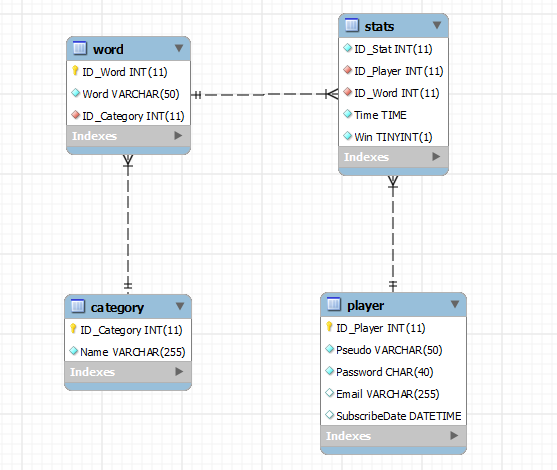 word
ID_Word INT(11)
Word VARCHAR(50)
ID_Category INT(11)
Indexes
stats
ID_Stat INT(11)
ID_Player INT(11)
ID_Word INT(11)
Time TIME
Win TINYINT(1)
Indexes
category
ID_Category INT(11)
Name VARCHAR(255)
Indexes
player
ID_Player INT(11)
Pseudo VARCHAR(50)
Password CHAR(40)
Email VARCHAR(255)
SubscribeDate DATETIME
Indexes